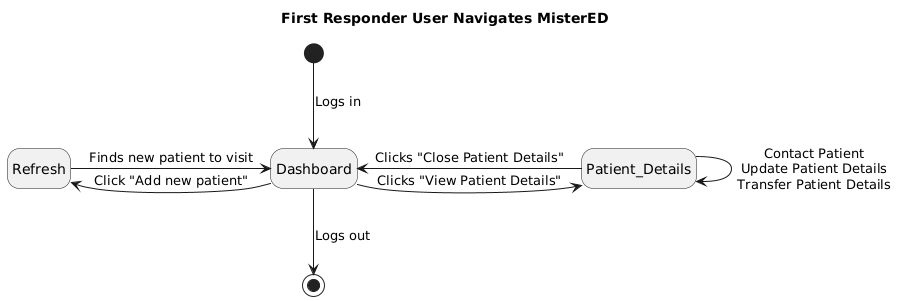 First Responder User Navigates MisterED
Logs in
Refresh
Finds new patient to visit
Click "Add new patient"
Dashboard
Clicks "Close Patient Details"
Clicks "View Patient Details"
Patient_Details
Contact Patient
Update Patient Details
Transfer Patient Details
Logs out